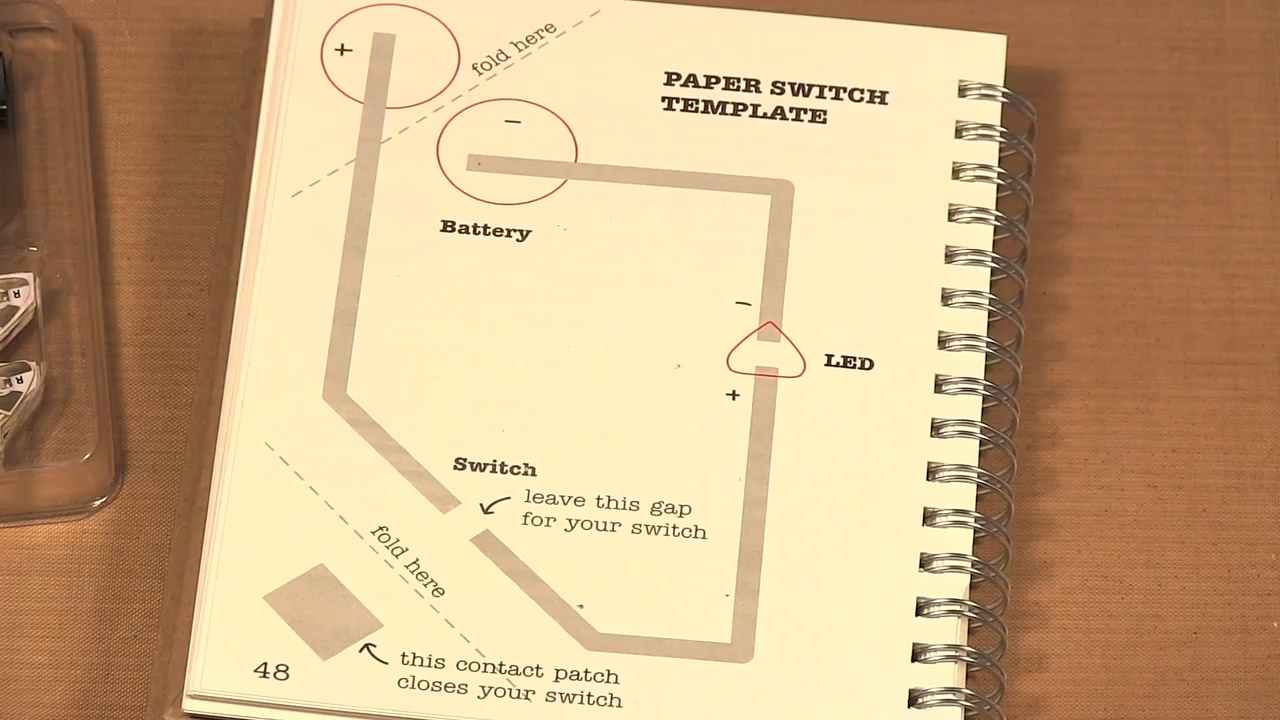 +
fold here
PAPER SWITCH
TEMPLATE
−
Battery
−
LED
+
Switch
leave this gap
for your switch
fold here
this contact patch
closes your switch
48
R
R